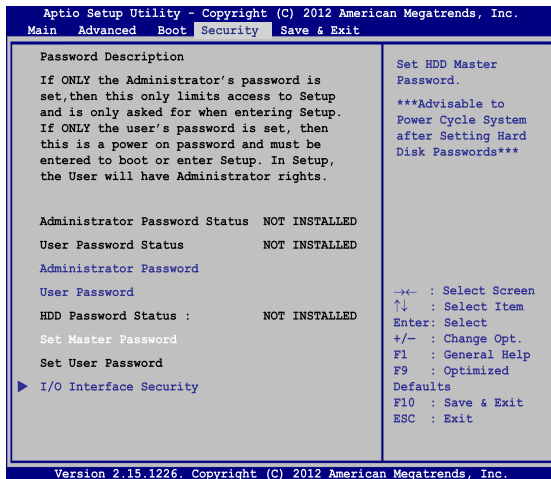 Aptio Setup Utility - Copyright (C) 2012 American Megatrends, Inc.
Main Advanced Boot Security Save & Exit
Password Description
If ONLY the Administrator's password is
set,then this only limits access to Setup
and is only asked for when entering Setup.
If ONLY the user's password is set, then
this is a power on password and must be
entered to boot or enter Setup. In Setup,
the User will have Administrator rights.
Administrator Password Status NOT INSTALLED
User Password Status NOT INSTALLED
Administrator Password
User Password
HDD Password Status : NOT INSTALLED
Set Master Password
Set User Password
I/O Interface Security
Set HDD Master
Password.
***Advisable to
Power Cycle System
after Setting Hard
Disk Passwords***
→← : Select Screen
↑↓ : Select Item
Enter: Select
+/— : Change Opt.
F1 : General Help
F9 : Optimized
Defaults
F10 : Save & Exit
ESC : Exit
Version 2.15.1226. Copyright (C) 2012 American Megatrends, Inc.